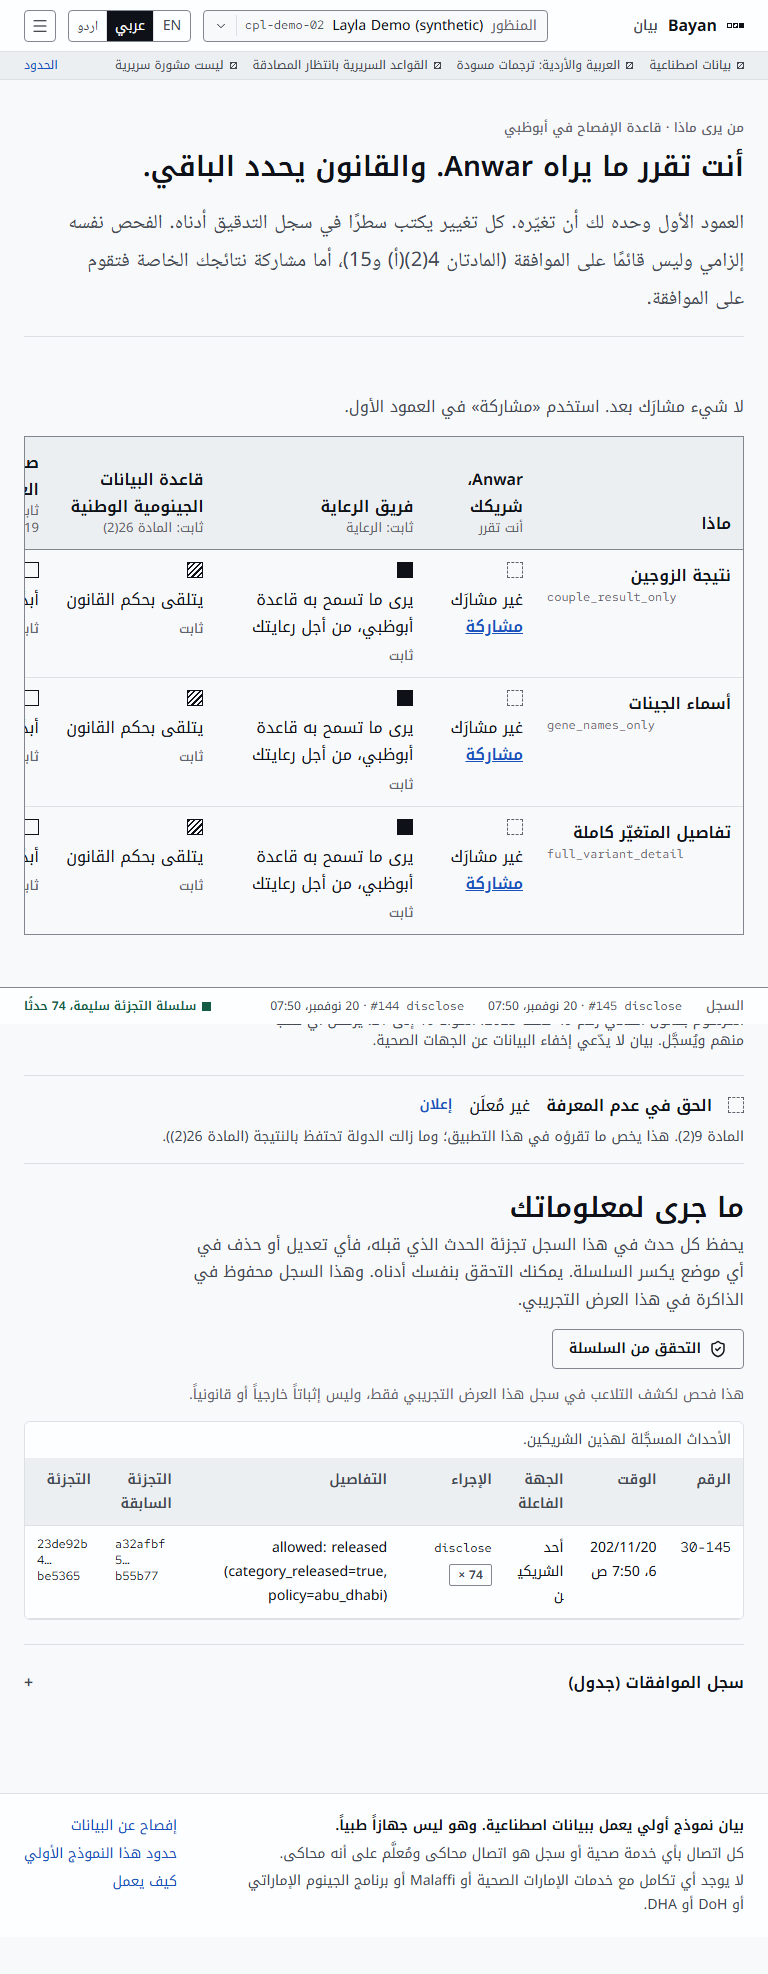 Bayan بيان
المنظور Layla Demo (synthetic) cpl-demo-02
EN عربي اردو
بيانات اصطناعية العربية والأردية: ترجمات مسودة القواعد السريرية بانتظار المصادقة ليست مشورة سريرية الحدود
من يرى ماذا · قاعدة الإفصاح في أبوظبي
أنت تقرر ما يراه Anwar. والقانون يحدد الباقي.
العمود الأول وحده لك أن تغيّره. كل تغيير يكتب سطرًا في سجل التدقيق أدناه. الفحص نفسه
إلزامي وليس قائمًا على الموافقة (المادتان 4(2)(أ) و15)، أما مشاركة نتائجك الخاصة فتقوم
على الموافقة.
لا شيء مشارَك بعد. استخدم «مشاركة» في العمود الأول.
ماذا
Anwar، شريكك
أنت تقرر
فريق الرعاية
ثابت: الرعاية
قاعدة البيانات الجينومية الوطنية
ثابت: المادة 26(2)
نتيجة الزوجين
couple_result_only
غير مشارَك
مشاركة
يرى ما تسمح به قاعدة
أبوظبي، من أجل رعايتك
ثابت
يتلقى بحكم القانون
ثابت
أسماء الجينات
gene_names_only
غير مشارَك
مشاركة
يرى ما تسمح به قاعدة
أبوظبي، من أجل رعايتك
ثابت
يتلقى بحكم القانون
ثابت
تفاصيل المتغيّر كاملة
full_variant_detail
غير مشارَك
مشاركة
يرى ما تسمح به قاعدة
أبوظبي، من أجل رعايتك
ثابت
يتلقى بحكم القانون
ثابت
السجل disclose #145 · 20 نوفمبر، 07:50 disclose #144 · 20 نوفمبر، 07:50 سلسلة التجزئة سليمة، 74 حدثًا
منهم ويُسجَّل. بيان لا يدّعي إخفاء البيانات عن الجهات الصحية.
الحق في عدم المعرفة غير مُعلَن إعلان
المادة 9(2). هذا يخص ما تقرؤه في هذا التطبيق؛ وما زالت الدولة تحتفظ بالنتيجة (المادة 26(2)).
ما جرى لمعلوماتك
يحفظ كل حدث في هذا السجل تجزئة الحدث الذي قبله، فأي تعديل أو حذف في
أي موضع يكسر السلسلة. يمكنك التحقق بنفسك أدناه. وهذا السجل محفوظ في
الذاكرة في هذا العرض التجريبي.
التحقق من السلسلة
هذا فحص لكشف التلاعب في سجل هذا العرض التجريبي فقط، وليس إثباتاً خارجياً أو قانونياً.
الأحداث المسجَّلة لهذين الشريكين.
الرقم الوقت الجهة الفاعلة الإجراء التفاصيل التجزئة السابقة التجزئة
30-145
202/11/20
6، 7:50 ص
أحد
الشريكي
ن
disclose
× 74
allowed: released
(category_released=true,
policy=abu_dhabi)
a32afbf
5…
b55b77
23de92b
4…
be5365
سجل الموافقات (جدول) +
بيان نموذج أولي يعمل ببيانات اصطناعية. وهو ليس جهازاً طبياً.
كل اتصال بأي خدمة صحية أو سجل هو اتصال محاكى ومُعلَّم على أنه محاكى.
لا يوجد أي تكامل مع خدمات الإمارات الصحية أو Malaffi أو برنامج الجينوم الإماراتي
أو DoH أو DHA.
إفصاح عن البيانات
حدود هذا النموذج الأولي
كيف يعمل